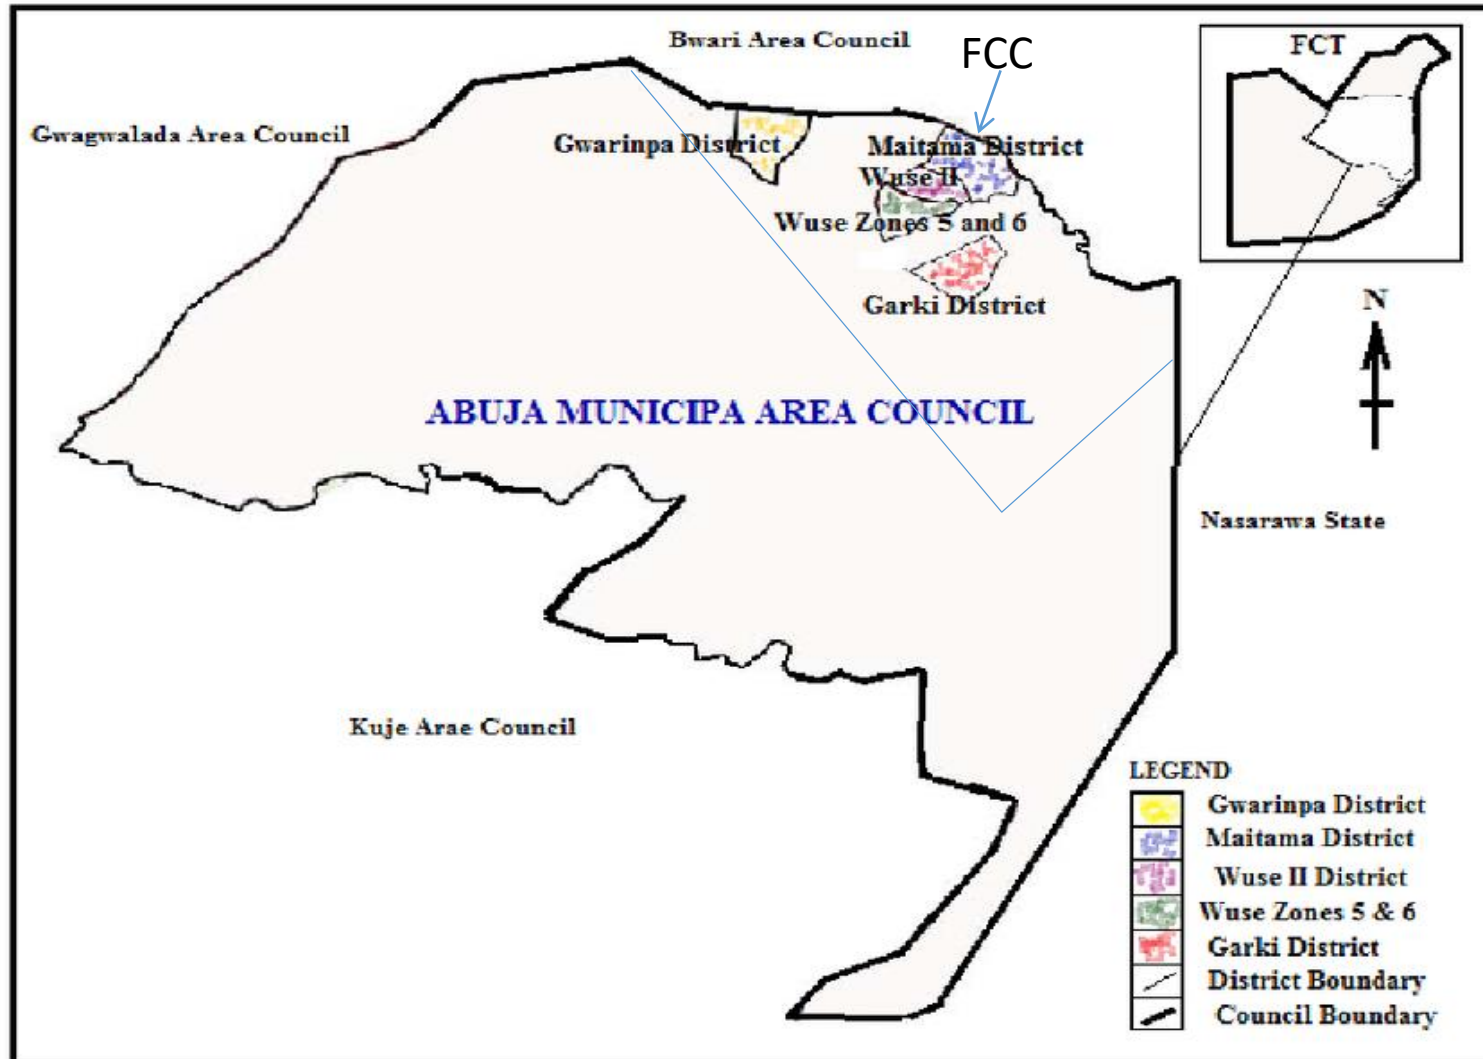 Bwari Area Council
FCC
FCT
Gwagwalada Area Council
Gwarinpa District
Maitama District
Wuse II
Wuse Zones 5 and 6
Garki District
N
ABUJA MUNICIPA AREA COUNCIL
Nasarawa State
Kuje Arae Council
LEGEND
Gwarinpa District
Maitama District
Wuse II District
Wuse Zones 5 & 6
Garki District
District Boundary
Council Boundary